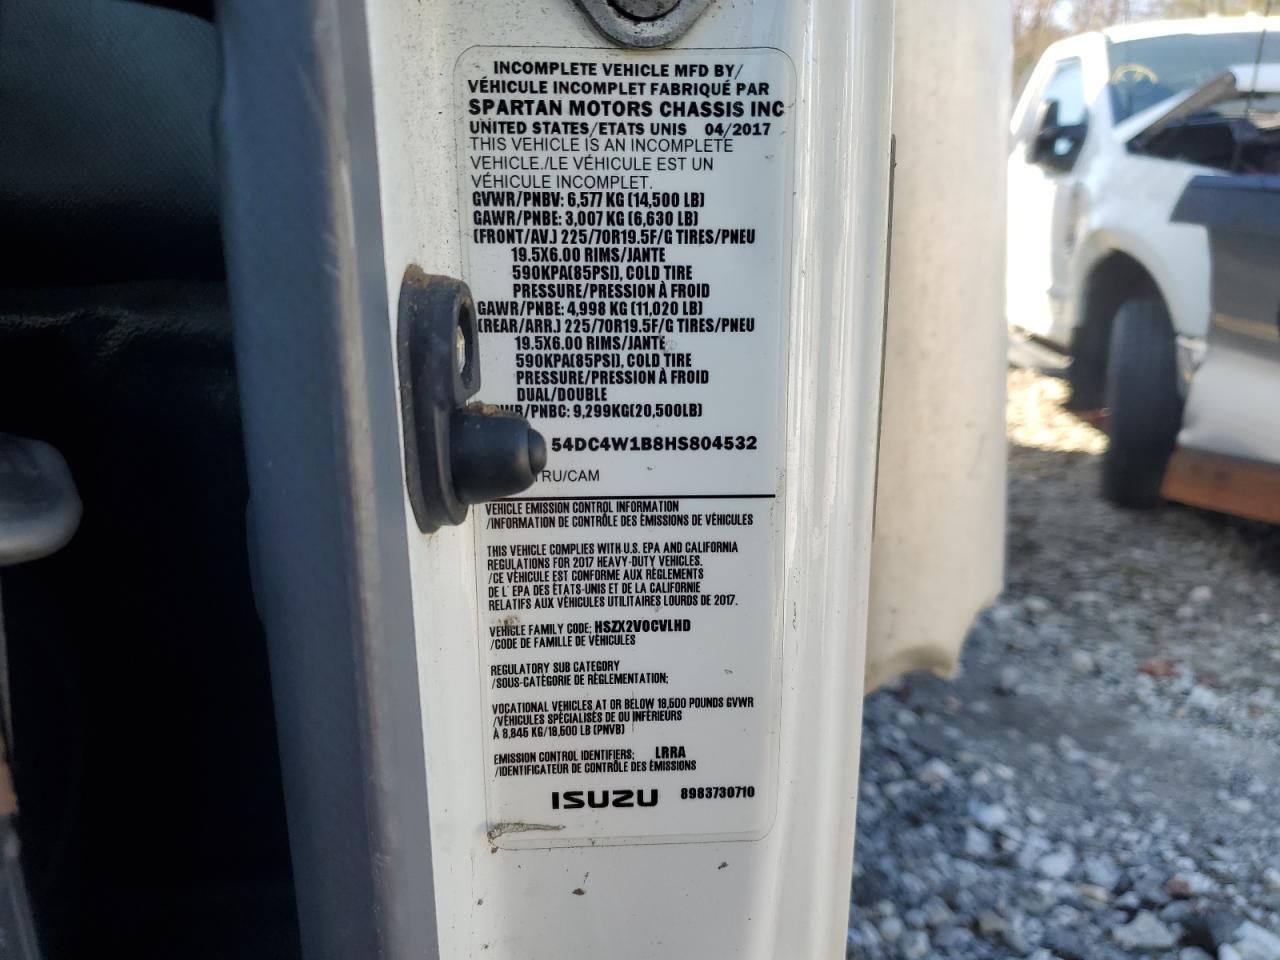 INCOMPLETE VEHICLE MFD BY/
VÉHICULE INCOMPLET FABRIQUÉ PAR
SPARTAN MOTORS CHASSIS INC
UNITED STATES/ETATS UNIS 04/2017
THIS VEHICLE IS AN INCOMPLETE
VEHICLE./LE VÉHICULE EST UN
VÉHICULE INCOMPLET.
GVWR/PNBV: 6,577 KG (14,500 LB)
GAWR/PNBE: 3,007 KG (6,630 LB)
(FRONT/AV.) 225/70R19.5F/G TIRES/PNEU
19.5X6.00 RIMS/JANTE
590KPA(85PSI), COLD TIRE
PRESSURE/PRESSION À FROID
GAWR/PNBE: 4,998 KG (11,020 LB)
(REAR/ARR.) 225/70R19.5F/G TIRES/PNEU
19.5X6.00 RIMS/JANTE
590KPA(85PSI), COLD TIRE
PRESSURE/PRESSION À FROID
DUAL/DOUBLE
WR/PNBC: 9,299KG(20,500LB)
54DC4W1B8HS804532
TRU/CAM
VEHICLE EMISSION CONTROL INFORMATION
/INFORMATION DE CONTRÔLE DES ÉMISSIONS DE VÉHICULES
THIS VEHICLE COMPLIES WITH U.S. EPA AND CALIFORNIA
REGULATIONS FOR 2017 HEAVY-DUTY VEHICLES.
/CE VÉHICULE EST CONFORME AUX RÈGLEMENTS
DE L'EPA DES ÉTATS-UNIS ET DE LA CALIFORNIE
RELATIFS AUX VÉHICULES UTILITAIRES LOURDS DE 2017.
VEHICLE FAMILY CODE; HSZX2VOCVLHD
/CODE DE FAMILLE DE VÉHICULES
REGULATORY SUB CATEGORY
/SOUS-CATÉGORIE DE RÉGLEMENTATION;
VOCATIONAL VEHICLES AT OR BELOW 19,500 POUNDS GVWR
/VÉHICULES SPÉCIALISÉS DE OU INFÉRIEURS
À 8,845 KG/19,500 LB (PNVB)
EMISSION CONTROL IDENTIFIERS; LRRA
/IDENTIFICATEUR DE CONTRÔLE DES ÉMISSIONS
ISUZU 8983730710